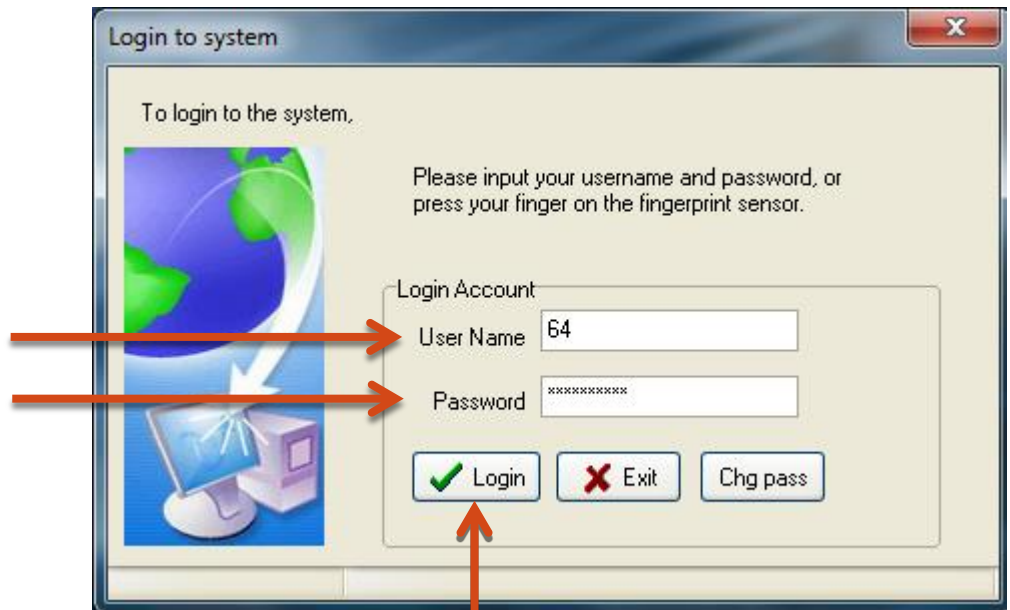 Login to system
To login to the system,
Please input your username and password, or
press your finger on the fingerprint sensor.
Login Account
User Name 64
Password **********
Login Exit Chg pass